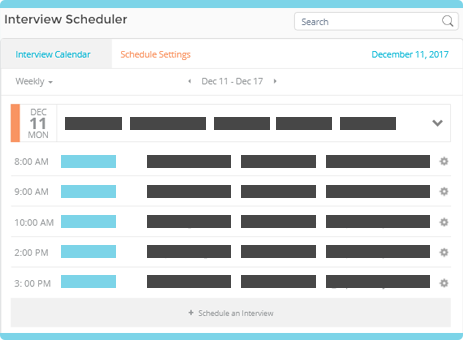 Interview Scheduler
Search
Interview Calendar Schedule Settings December 11, 2017
Weekly Dec 11 - Dec 17
DEC
11
MON
8:00 AM
9:00 AM
10:00 AM
2:00 PM
3: 00 PM
+ Schedule an Interview